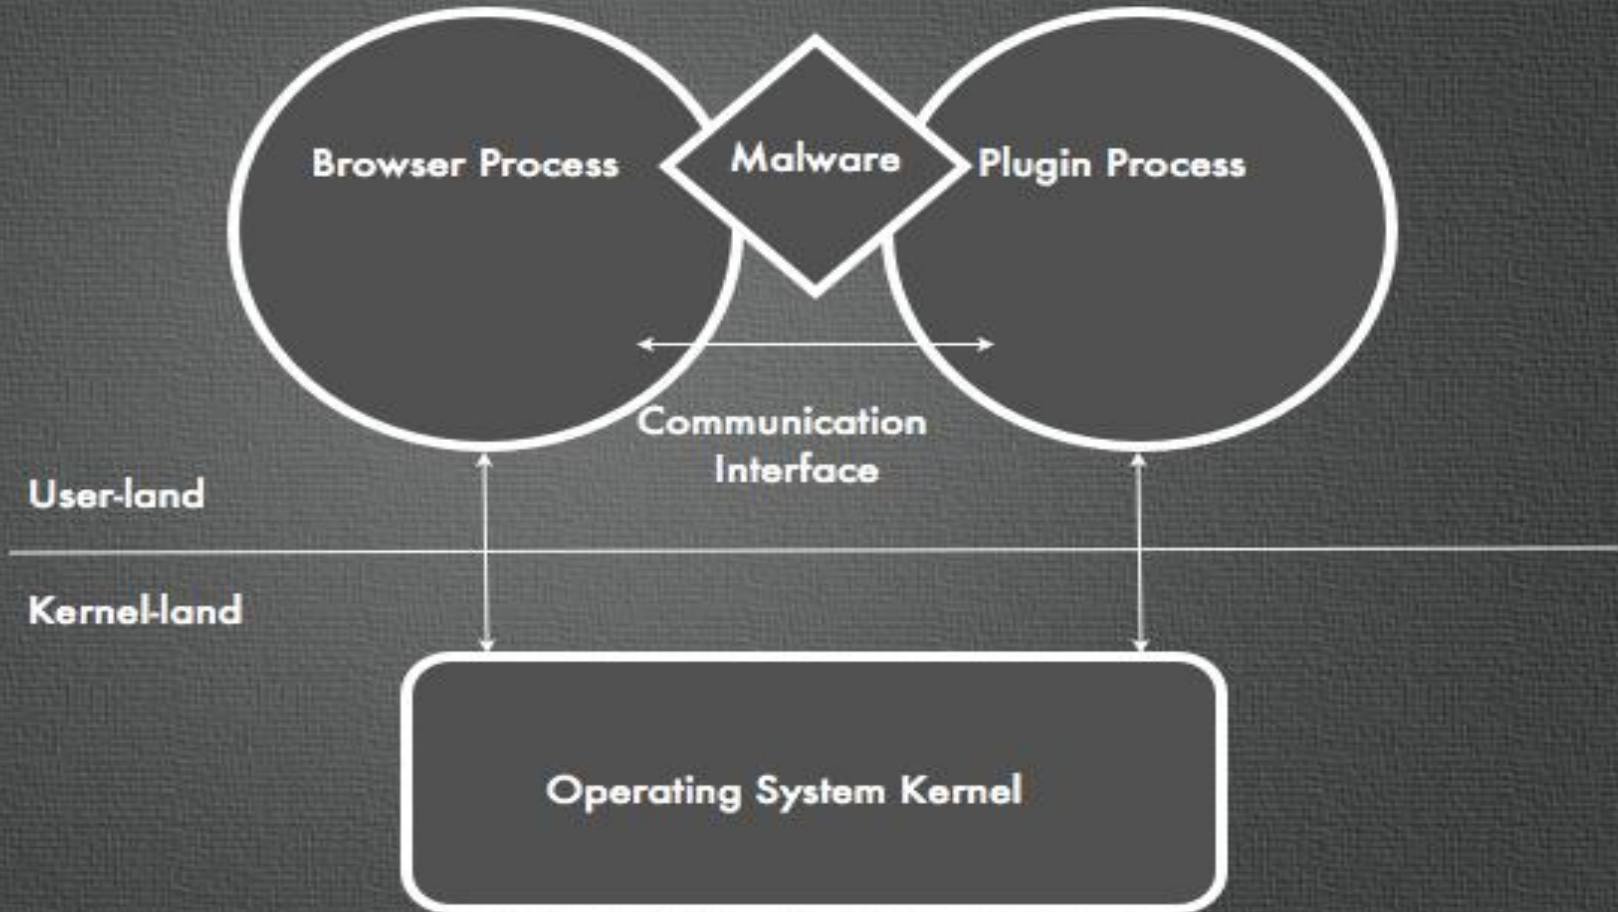 Browser Process
Malware
Plugin Process
Communication
Interface
User-land
Kernel-land
Operating System Kernel